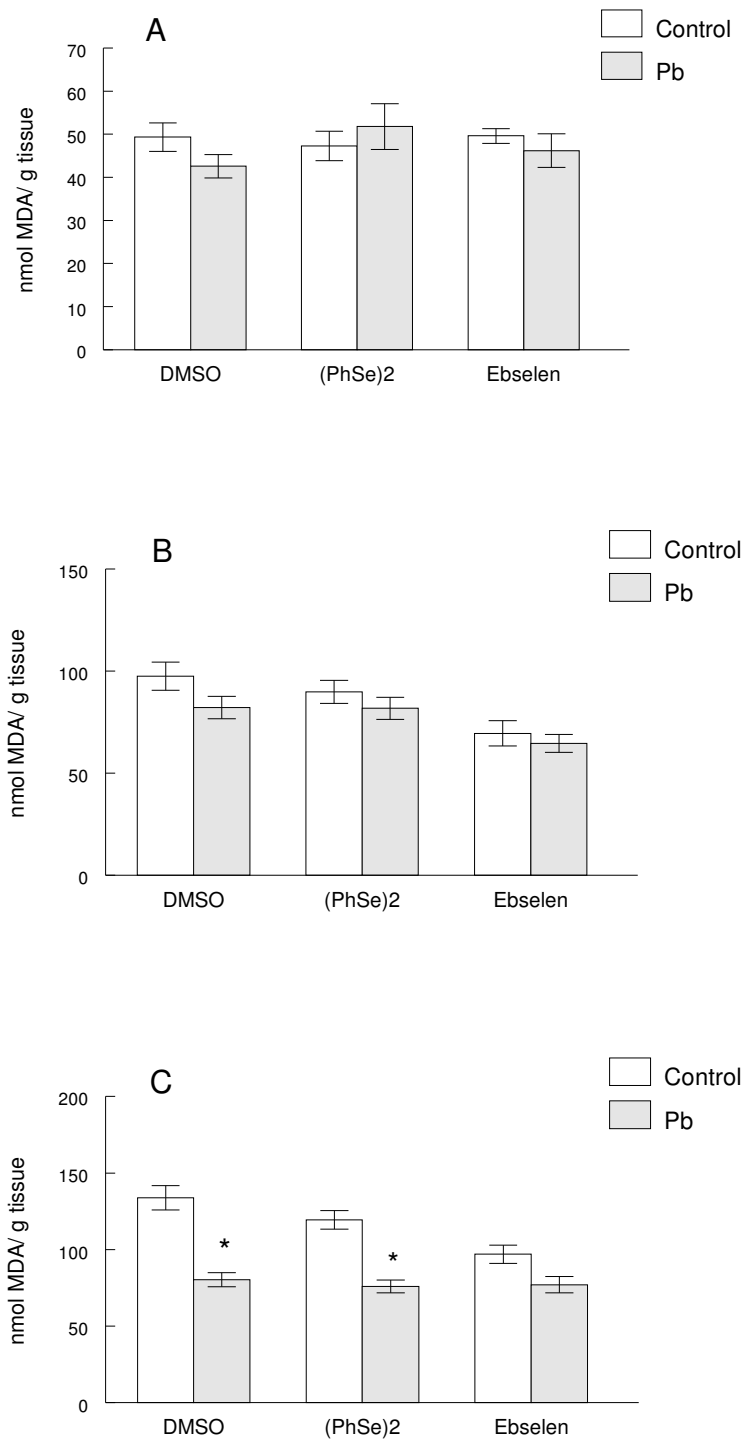 A
Control
Pb
nmol MDA/ g tissue
70
60
50
40
30
20
10
0
DMSO (PhSe)2 Ebselen
B
Control
Pb
nmol MDA/ g tissue
150
100
50
0
DMSO (PhSe)2 Ebselen
C
Control
Pb
nmol MDA/ g tissue
200
150
100
50
0
*
*
DMSO (PhSe)2 Ebselen